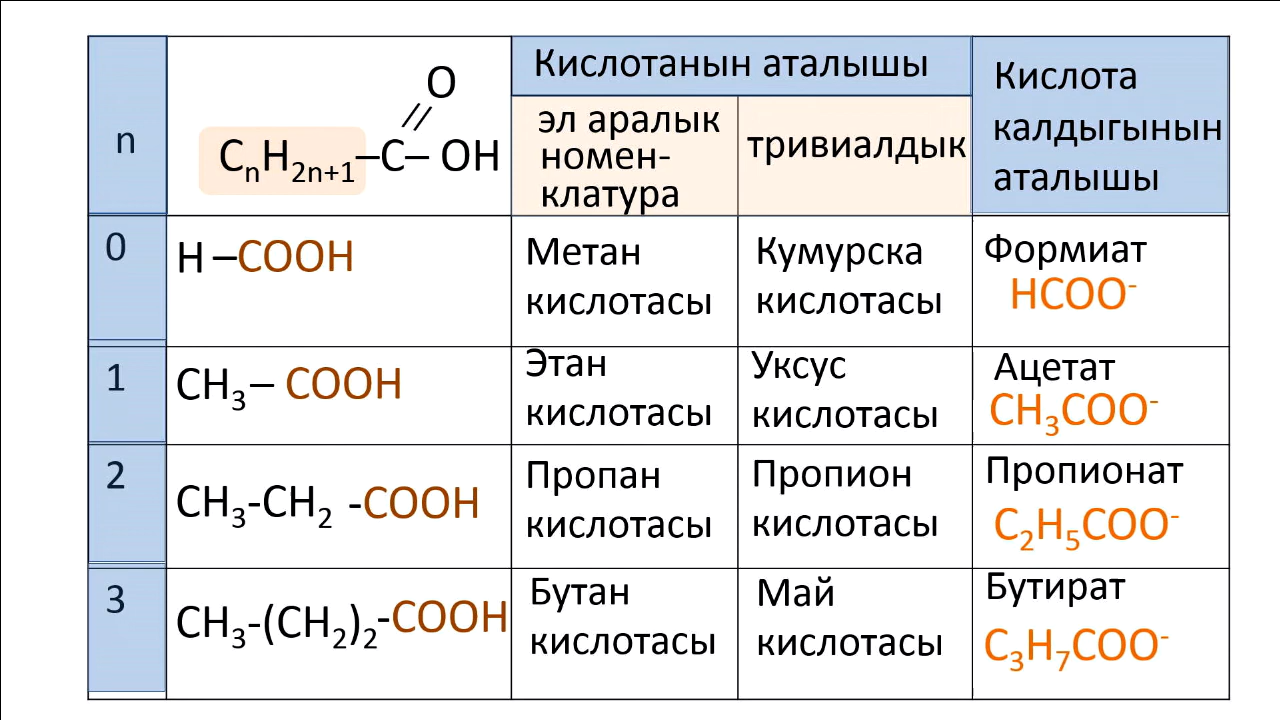 n
O
CₙH₂ₙ₊₁–C– OH
Кислотанын аталышы
эл аралык
номен-
клатура
тривиалдык
Кислота
калдыгынын
аталышы
0
H –COOH
Метан
кислотасы
Кумурска
кислотасы
Формиат
HCOO⁻
1
CH₃– COOH
Этан
кислотасы
Уксус
кислотасы
Ацетат
CH₃COO⁻
2
CH₃-CH₂ -COOH
Пропан
кислотасы
Пропион
кислотасы
Пропионат
C₂H₅COO⁻
3
CH₃-(CH₂)₂-COOH
Бутан
кислотасы
Май
кислотасы
Бутират
C₃H₇COO⁻